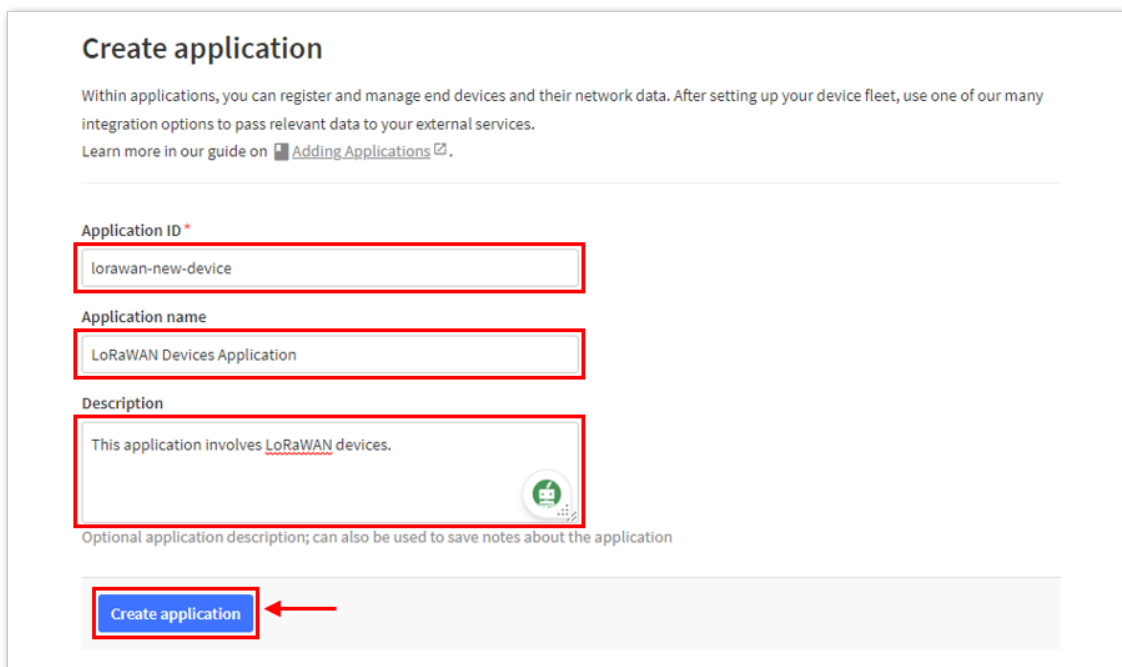 Create application
Within applications, you can register and manage end devices and their network data. After setting up your device fleet, use one of our many
integration options to pass relevant data to your external services.
Learn more in our guide on Adding Applications.
Application ID*
lorawan-new-device
Application name
LoRaWAN Devices Application
Description
This application involves LoRaWAN devices.
Optional application description; can also be used to save notes about the application
Create application